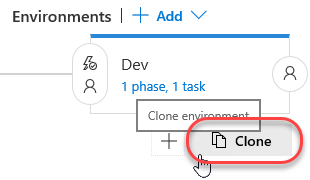 Environments | + Add
Dev
1 phase, 1 task
Clone environment
+ Clone